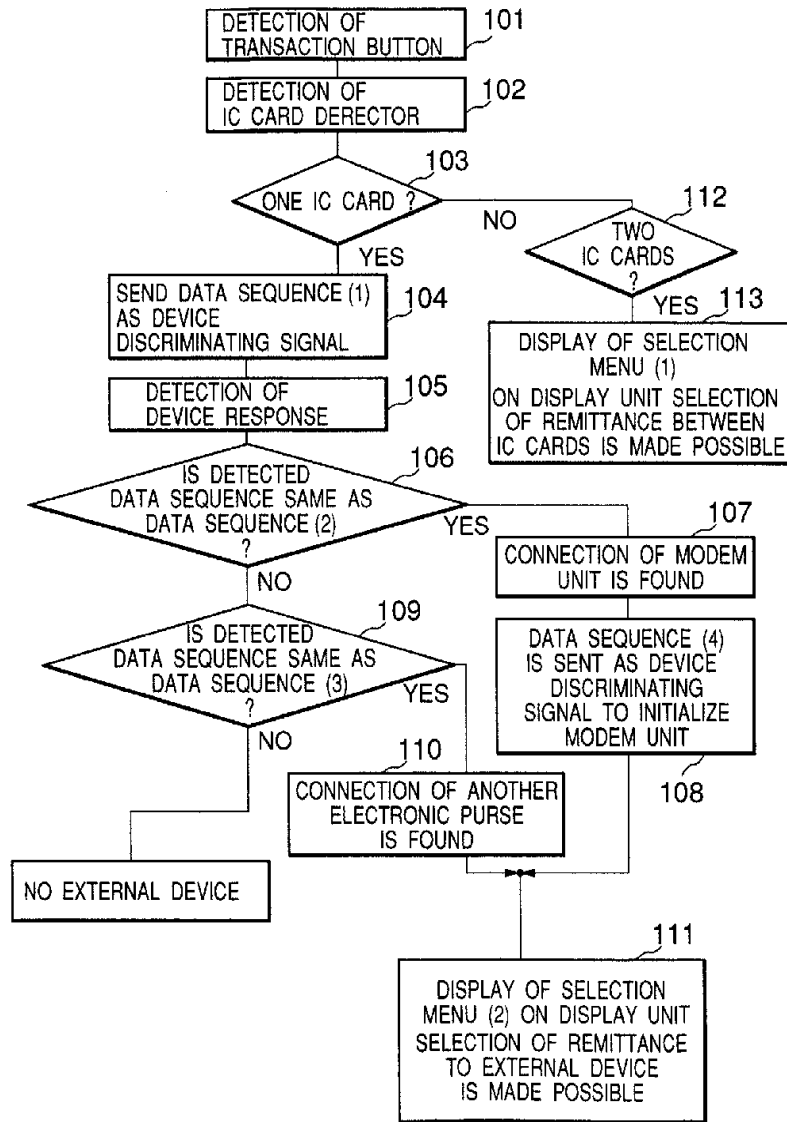 DETECTION OF
TRANSACTION BUTTON
101
DETECTION OF
IC CARD DERECTOR
102
103
ONE IC CARD ?
NO
YES
112
TWO
IC CARDS
?
YES
113
SEND DATA SEQUENCE (1)
AS DEVICE
DISCRIMINATING SIGNAL
104
DISPLAY OF SELECTION
MENU (1)
ON DISPLAY UNIT SELECTION
OF REMITTANCE BETWEEN
IC CARDS IS MADE POSSIBLE
DETECTION OF
DEVICE RESPONSE
105
106
IS DETECTED
DATA SEQUENCE SAME AS
DATA SEQUENCE (2)
?
YES
NO
107
CONNECTION OF MODEM
UNIT IS FOUND
109
IS DETECTED
DATA SEQUENCE SAME AS
DATA SEQUENCE (3)
?
YES
NO
DATA SEQUENCE (4)
IS SENT AS DEVICE
DISCRIMINATING
SIGNAL TO INITIALIZE
MODEM UNIT
108
110
CONNECTION OF ANOTHER
ELECTRONIC PURSE
IS FOUND
NO EXTERNAL DEVICE
111
DISPLAY OF SELECTION
MENU (2) ON DISPLAY UNIT
SELECTION OF REMITTANCE
TO EXTERNAL DEVICE
IS MADE POSSIBLE